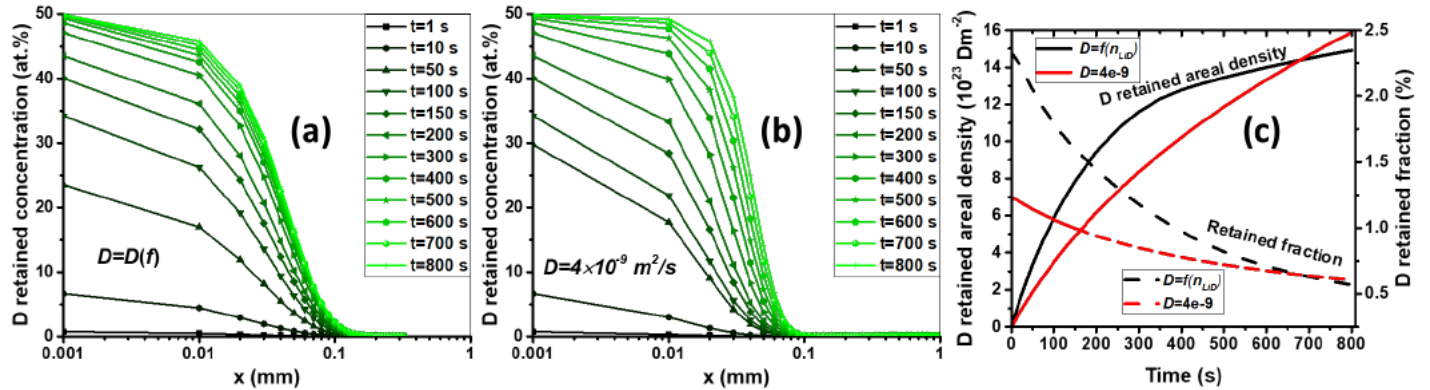 D retained concentration (at.%)
50
40
30
20
10
0
0.001
0.01
0.1
1
x (mm)
(a)
D=D(f)
t=1 s
t=10 s
t=50 s
t=100 s
t=150 s
t=200 s
t=300 s
t=400 s
t=500 s
t=600 s
t=700 s
t=800 s
D retained concentration (at.%)
50
40
30
20
10
0
0.001
0.01
0.1
1
x (mm)
(b)
D=4×10⁻⁹ m²/s
t=1 s
t=10 s
t=50 s
t=100 s
t=150 s
t=200 s
t=300 s
t=400 s
t=500 s
t=600 s
t=700 s
t=800 s
D retained areal density (10²³ Dm⁻²)
16
14
12
10
8
6
4
2
0
0 100 200 300 400 500 600 700 800
Time (s)
D=f(n_LiD)
D=4e-9
D retained areal density
(c)
Retained fraction
D=f(n_LiD)
D=4e-9
2.5
2.0
1.5
1.0
0.5
D retained fraction (%)